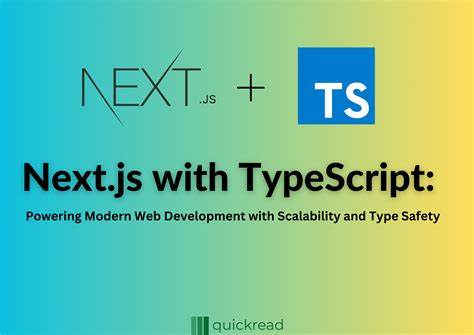 NEXT.JS + TS
Next.js with TypeScript:
Powering Modern Web Development with Scalability and Type Safety
quickread